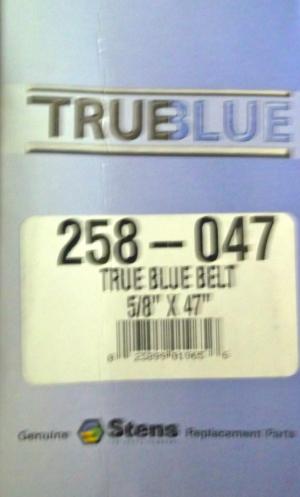 TRUEBLUE
258-047
TRUE BLUE BELT
5/8" X 47"
Genuine Stens Replacement Parts